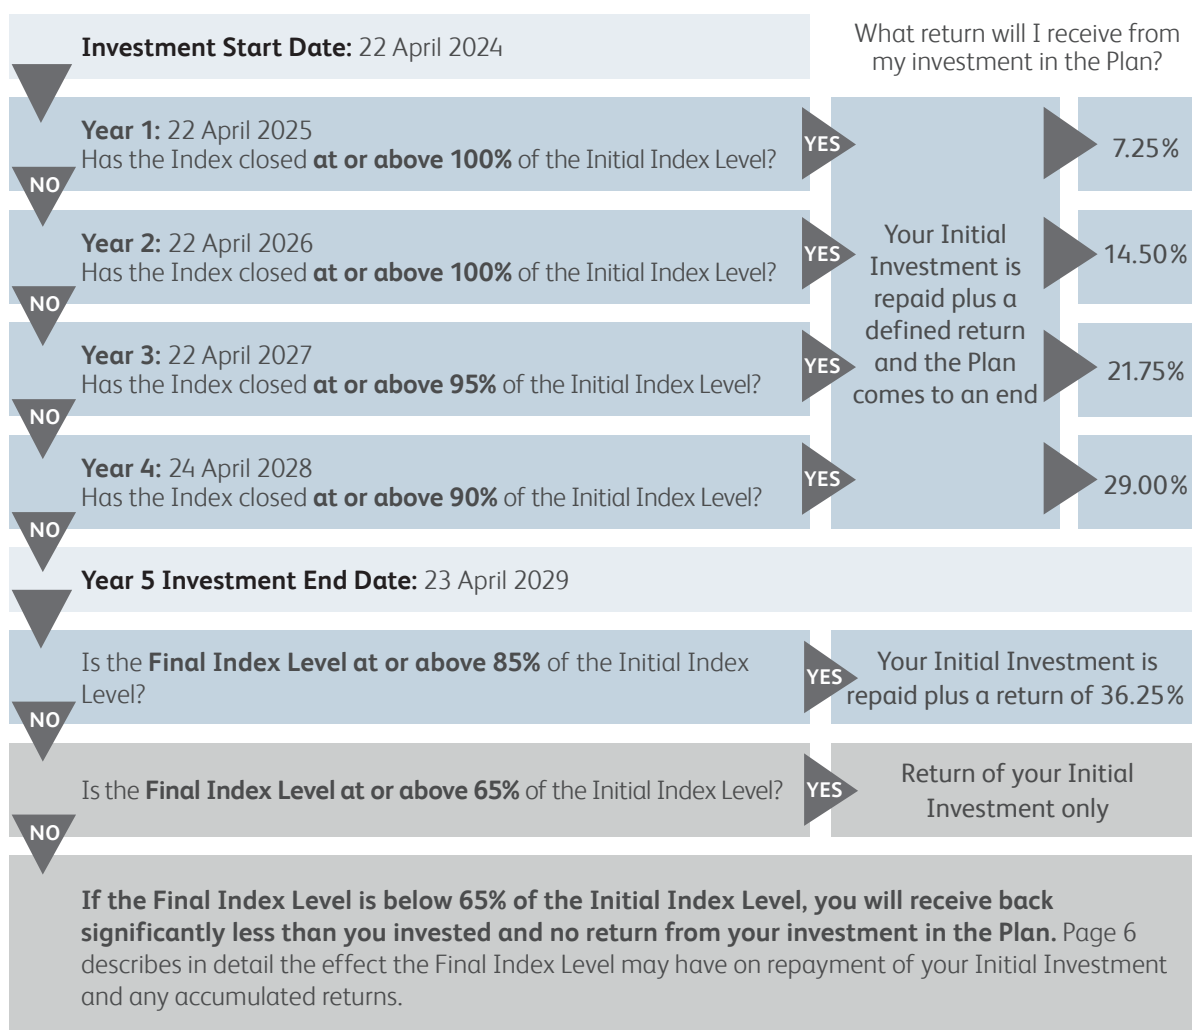 Investment Start Date: 22 April 2024
What return will I receive from
my investment in the Plan?
Year 1: 22 April 2025
Has the Index closed at or above 100% of the Initial Index Level?
YES
7.25%
NO
Year 2: 22 April 2026
Has the Index closed at or above 100% of the Initial Index Level?
YES
14.50%
NO
Year 3: 22 April 2027
Has the Index closed at or above 95% of the Initial Index Level?
YES
21.75%
NO
Year 4: 24 April 2028
Has the Index closed at or above 90% of the Initial Index Level?
YES
29.00%
NO
Your Initial
Investment is
repaid plus a
defined return
and the Plan
comes to an end
Year 5 Investment End Date: 23 April 2029
Is the Final Index Level at or above 85% of the Initial Index
Level?
YES
Your Initial Investment is
repaid plus a return of 36.25%
NO
Is the Final Index Level at or above 65% of the Initial Index Level?
YES
Return of your Initial
Investment only
NO
If the Final Index Level is below 65% of the Initial Index Level, you will receive back
significantly less than you invested and no return from your investment in the Plan. Page 6
describes in detail the effect the Final Index Level may have on repayment of your Initial Investment
and any accumulated returns.